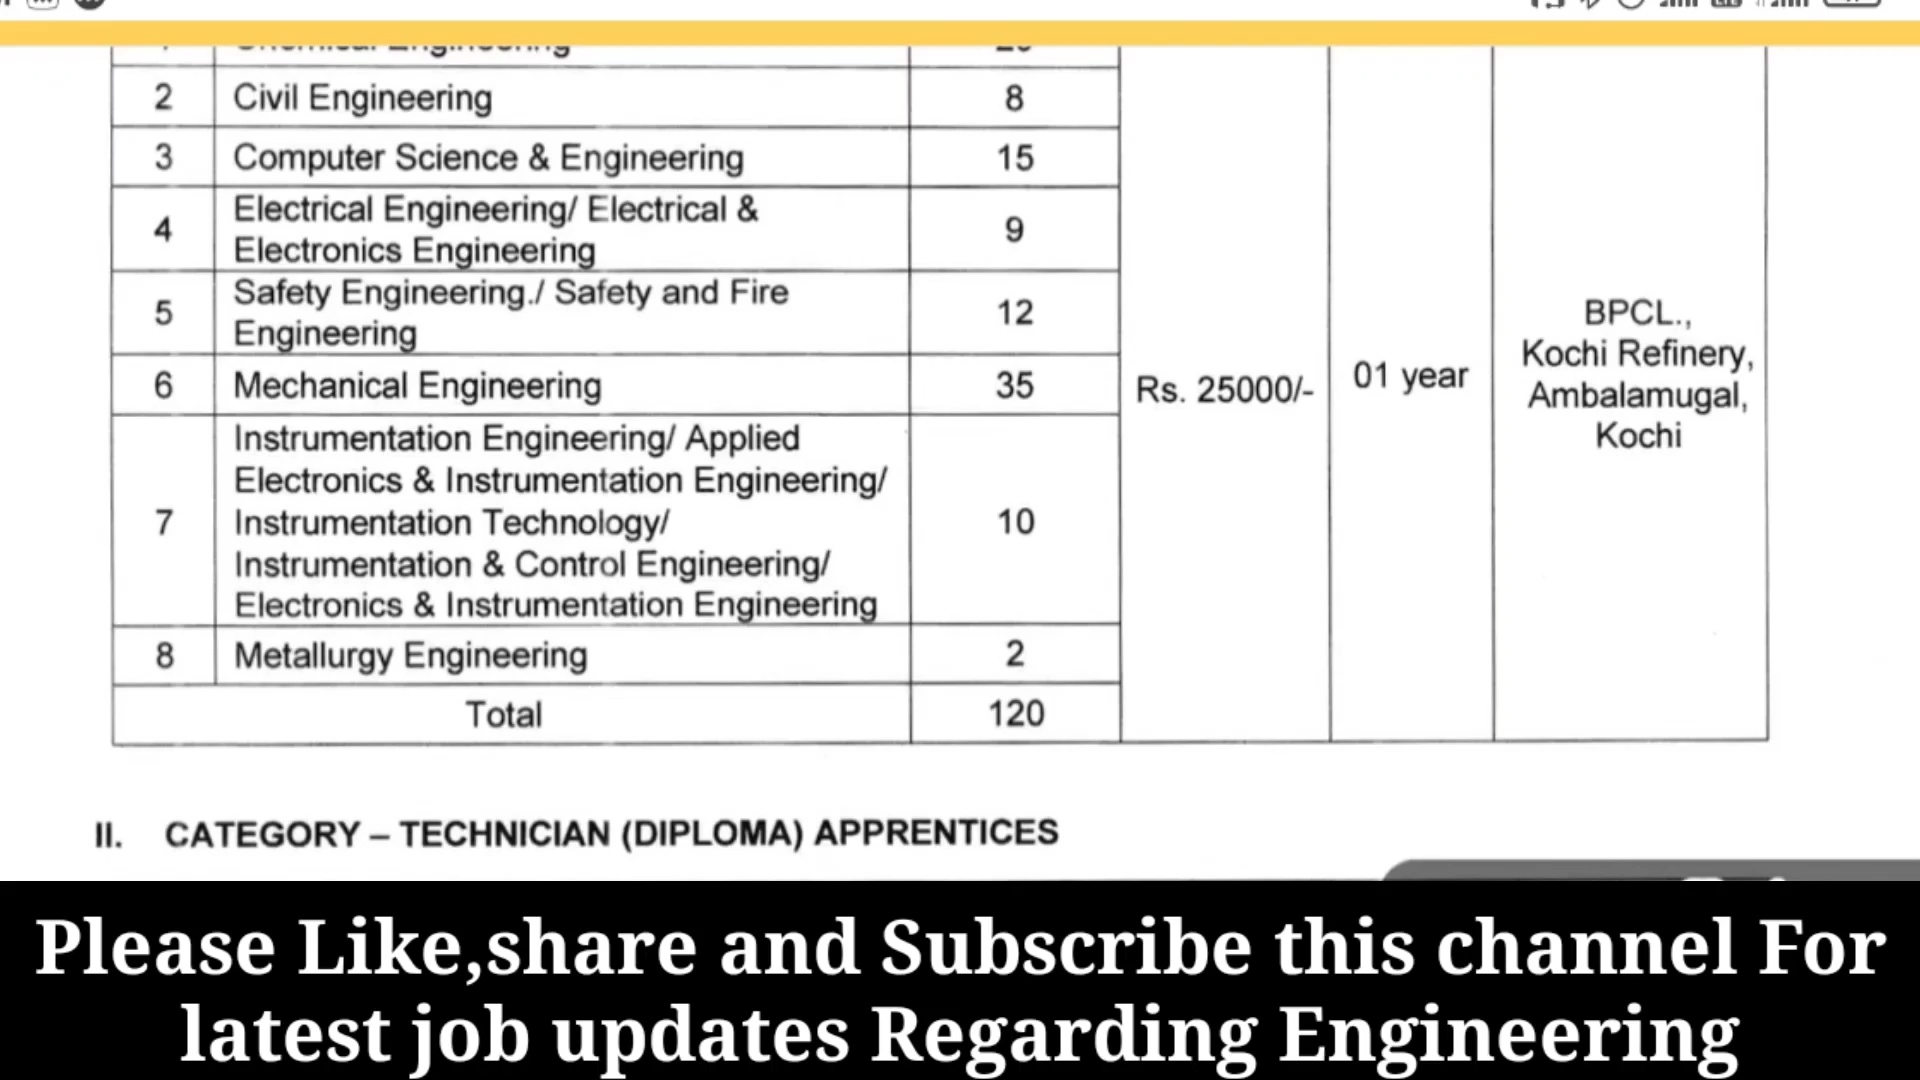 Chemical Engineering
2 Civil Engineering 8
3 Computer Science & Engineering 15
4 Electrical Engineering/ Electrical & Electronics Engineering 9
5 Safety Engineering./ Safety and Fire Engineering 12
6 Mechanical Engineering 35
7 Instrumentation Engineering/ Applied
Electronics & Instrumentation Engineering/
Instrumentation Technology/
Instrumentation & Control Engineering/
Electronics & Instrumentation Engineering
10
8 Metallurgy Engineering 2
Total 120
Rs. 25000/-
01 year
BPCL.,
Kochi Refinery,
Ambalamugal,
Kochi
II. CATEGORY – TECHNICIAN (DIPLOMA) APPRENTICES
Please Like,share and Subscribe this channel For
latest job updates Regarding Engineering